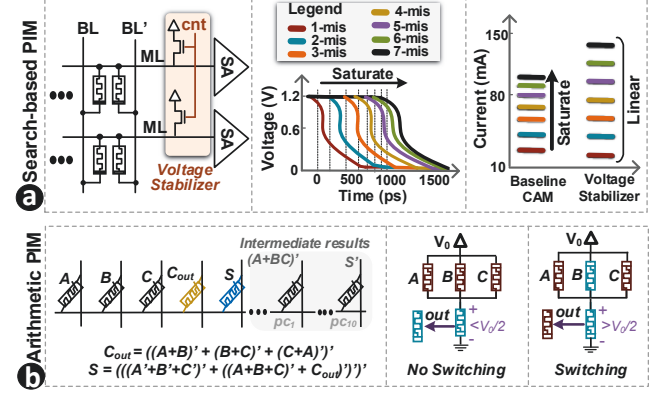 a Search-based PIM
BL BL'
cnt
ML
SA
ML
SA
Voltage
Stabilizer
Legend
1-mis
2-mis
3-mis
4-mis
5-mis
6-mis
7-mis
Saturate
Voltage (V)
1.2
0.6
0 500 1000 1500
Time (ps)
Current (mA)
150
80
10
Saturate
Linear
Baseline
CAM
Voltage
Stabilizer
b Arithmetic PIM
A B C Cout S
Intermediate results
(A+BC)' S'
pc1 pc10
Cout = ((A+B)' + (B+C)' + (C+A)')'
S = (((A'+B'+C')' + ((A+B+C)' + Cout)')')'
V0
A B C
out
+
<V0/2
-
No Switching
V0
A B C
out
+
>V0/2
-
Switching